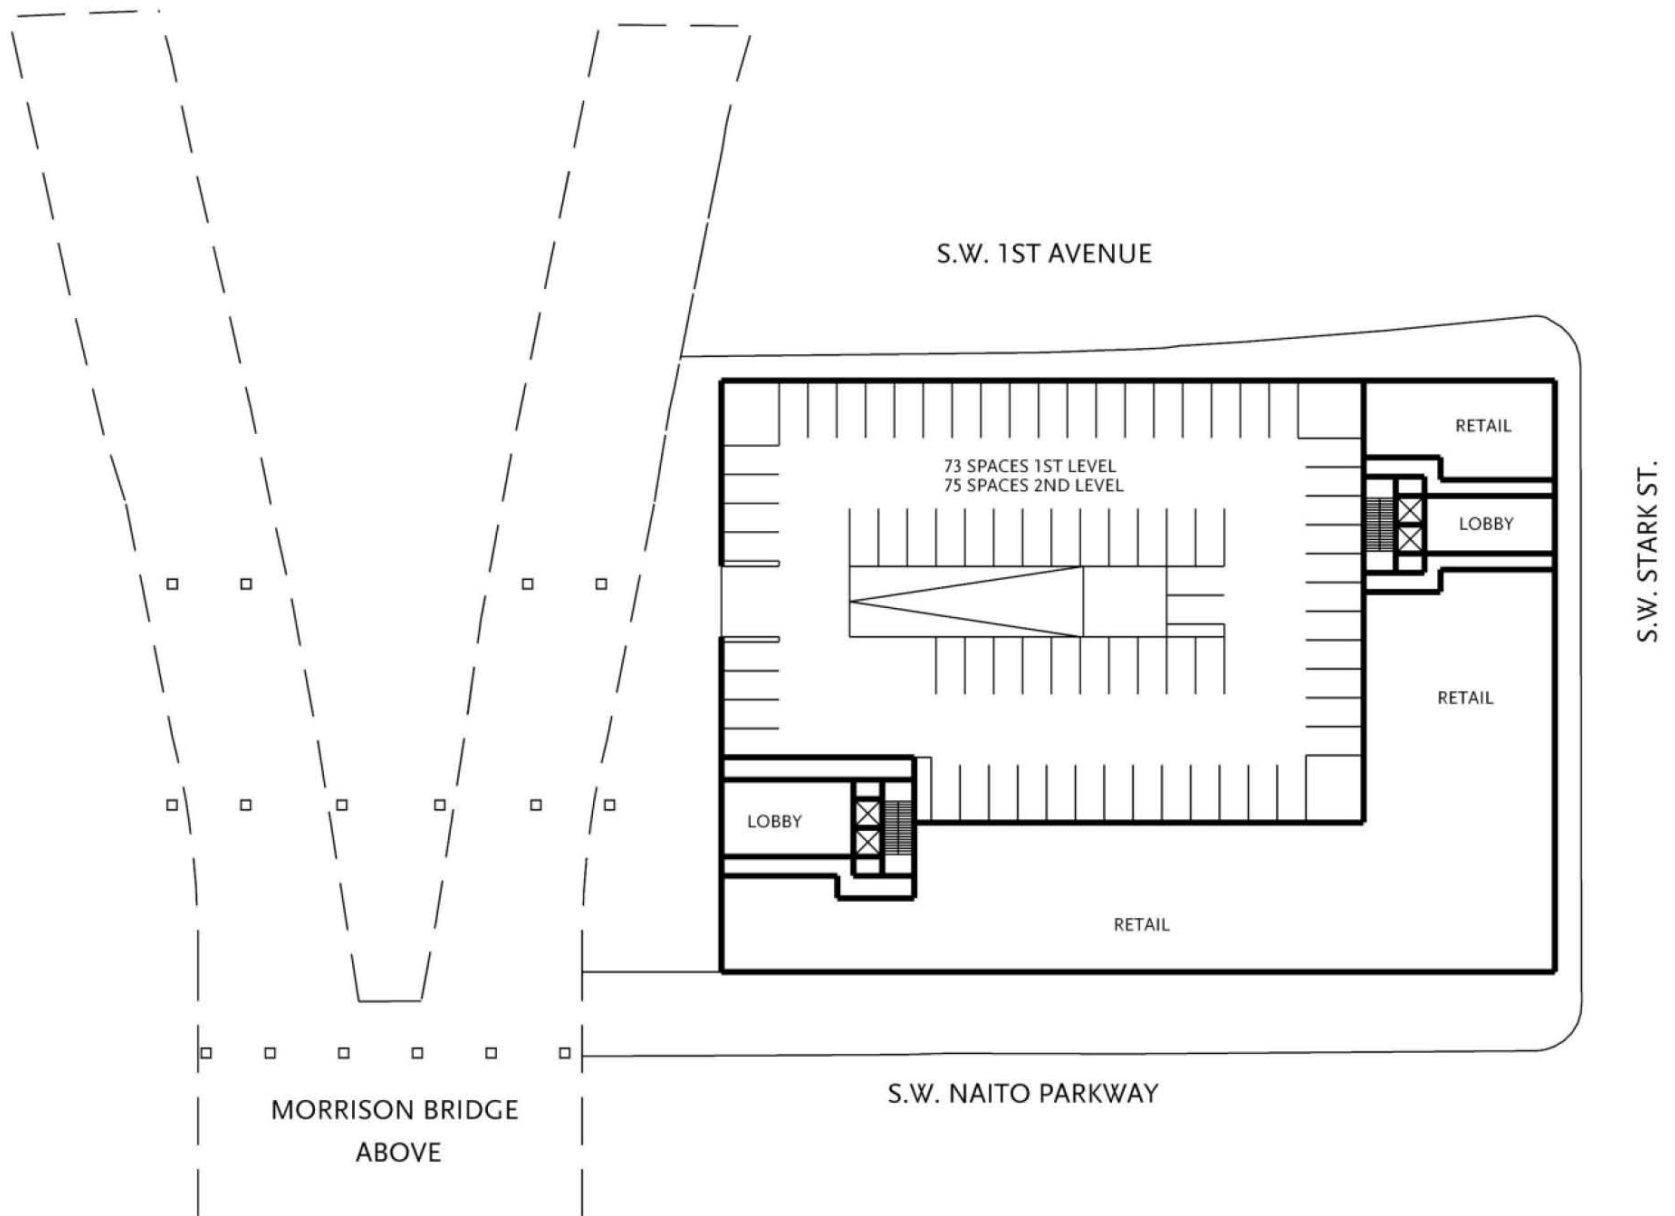 S.W. 1ST AVENUE
RETAIL
73 SPACES 1ST LEVEL
75 SPACES 2ND LEVEL
LOBBY
S.W. STARK ST.
RETAIL
LOBBY
RETAIL
S.W. NAITO PARKWAY
MORRISON BRIDGE
ABOVE